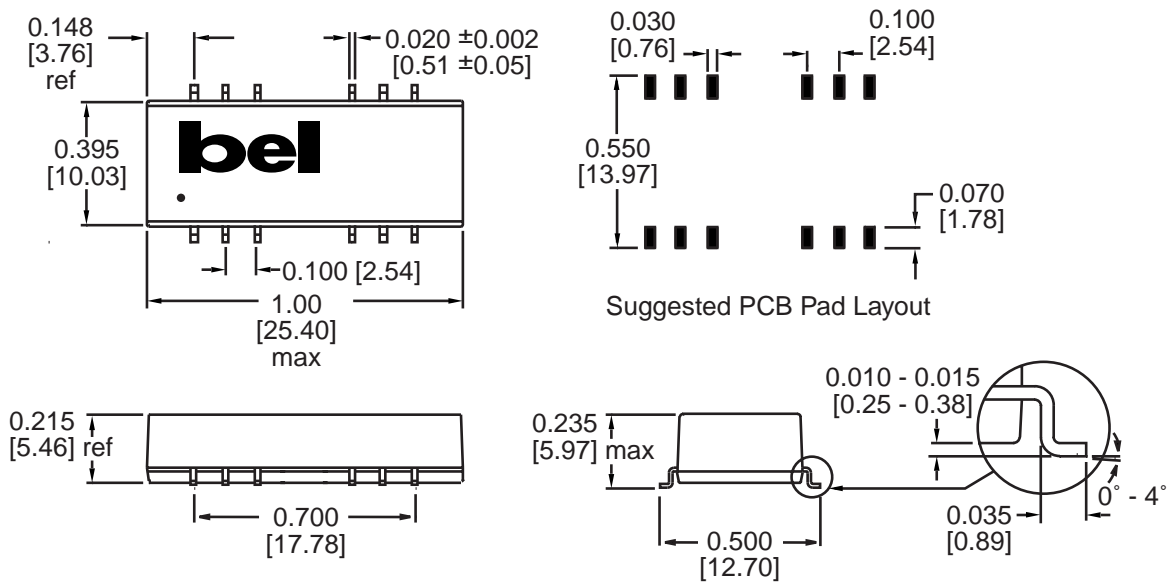 0.148
[3.76]
ref
0.020 ±0.002
[0.51 ±0.05]
0.395
[10.03]
bel
0.100 [2.54]
1.00
[25.40]
max
0.030
[0.76]
0.100
[2.54]
0.550
[13.97]
0.070
[1.78]
Suggested PCB Pad Layout
0.215
[5.46] ref
0.700
[17.78]
0.235
[5.97] max
0.500
[12.70]
0.010 - 0.015
[0.25 - 0.38]
0° - 4°
0.035
[0.89]